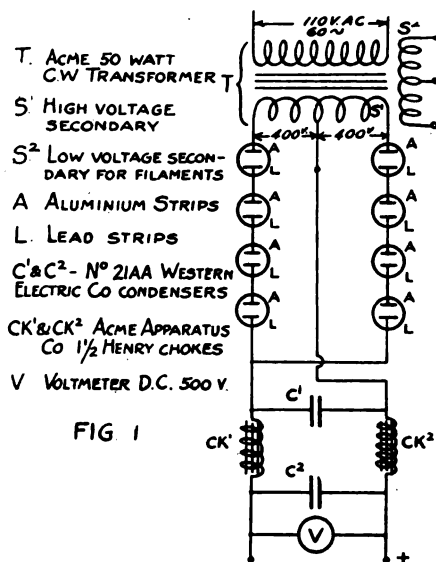 110 V. AC
60~
S²
T. ACME 50 WATT
C.W TRANSFORMER
T
S' HIGH VOLTAGE
SECONDARY
S'
400V. 400V.
S² LOW VOLTAGE SECON-
DARY FOR FILAMENTS
A ALUMINIUM STRIPS
L. LEAD STRIPS
C'&C² - Nº 21AA WESTERN
ELECTRIC CO CONDENSERS
CK'&CK² ACME APPARATUS
CO 1½ HENRY CHOKES
V VOLTMETER D.C. 500 V.
FIG 1
A
L
A
L
A
L
A
L
A
L
A
L
A
L
A
L
C'
CK'
CK²
C²
V
+